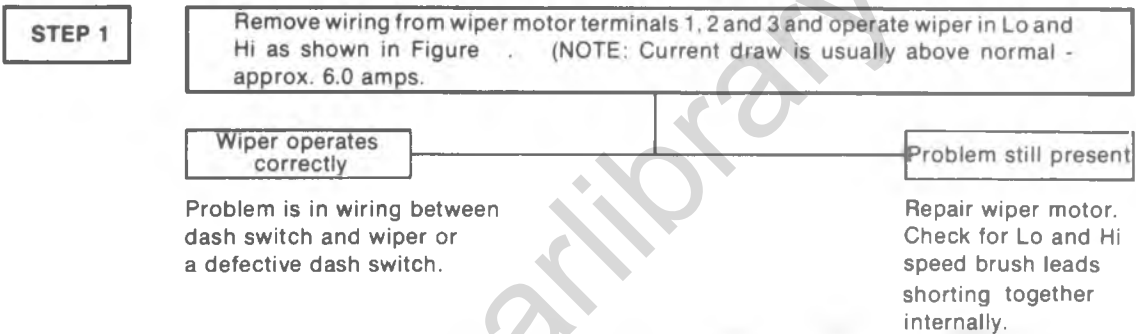 STEP 1
Remove wiring from wiper motor terminals 1, 2 and 3 and operate wiper in Lo and
Hi as shown in Figure . (NOTE: Current draw is usually above normal -
approx. 6.0 amps.
Wiper operates
correctly
Problem still present
Problem is in wiring between
dash switch and wiper or
a defective dash switch.
Repair wiper motor.
Check for Lo and Hi
speed brush leads
shorting together
internally.
arlibrary